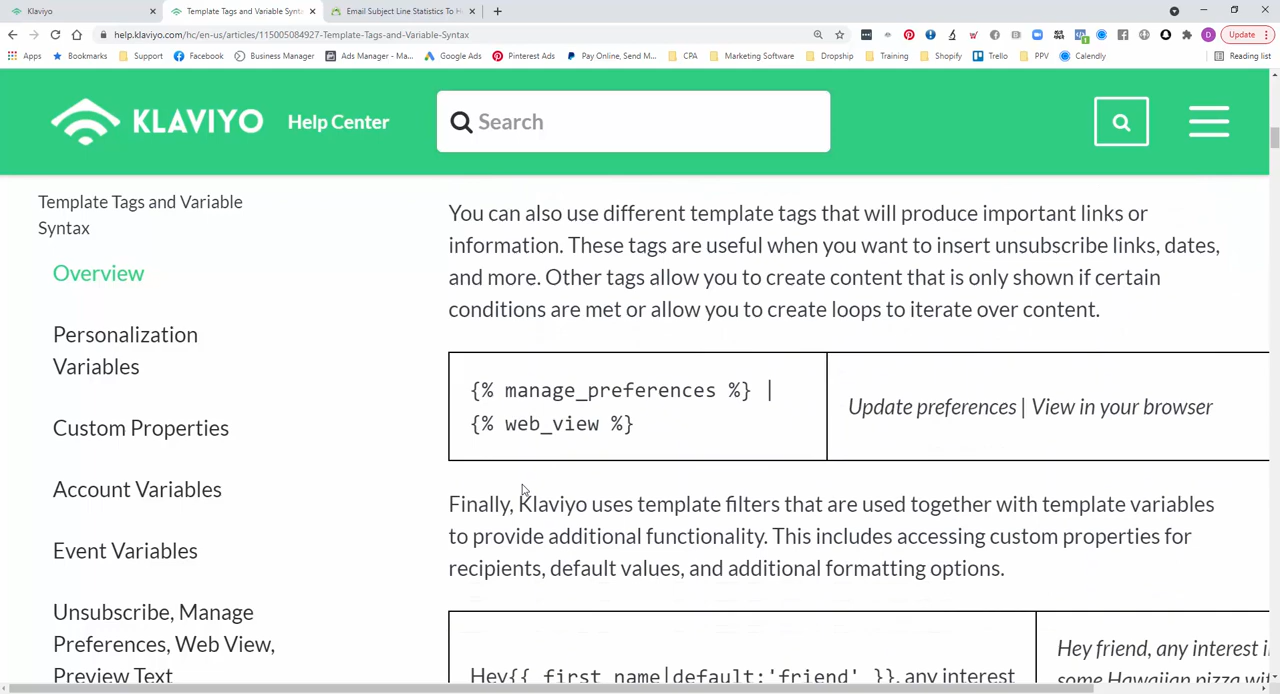 Klaviyo
Template Tags and Variable Synta
Email Subject Line Statistics To H
help.klaviyo.com/hc/en-us/articles/115005084927-Template-Tags-and-Variable-Syntax
D
Update
Apps
Bookmarks
Support
Facebook
Business Manager
Ads Manager - Ma...
Google Ads
Pinterest Ads
Pay Online, Send M...
CPA
Marketing Software
Dropship
Training
Shopify
Trello
PPV
Calendly
Reading list
KLAVIYO
Help Center
Search
Template Tags and Variable
Syntax
Overview
Personalization
Variables
Custom Properties
Account Variables
Event Variables
Unsubscribe, Manage
Preferences, Web View,
Preview Text
You can also use different template tags that will produce important links or
information. These tags are useful when you want to insert unsubscribe links, dates,
and more. Other tags allow you to create content that is only shown if certain
conditions are met or allow you to create loops to iterate over content.
{% manage_preferences %} |
{% web_view %}
Update preferences | View in your browser
Finally, Klaviyo uses template filters that are used together with template variables
to provide additional functionality. This includes accessing custom properties for
recipients, default values, and additional formatting options.
Hey{{ first_name|default:'friend' }}, any interest
Hey friend, any interest i
some Hawaiian pizza wit